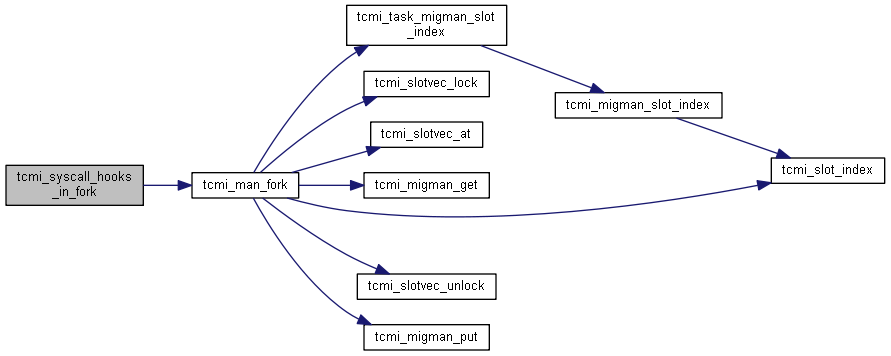 tcmi_syscall_hooks
_in_fork
tcmi_man_fork
tcmi_task_migman_slot
_index
tcmi_slotvec_lock
tcmi_slotvec_at
tcmi_migman_get
tcmi_slotvec_unlock
tcmi_migman_put
tcmi_migman_slot_index
tcmi_slot_index